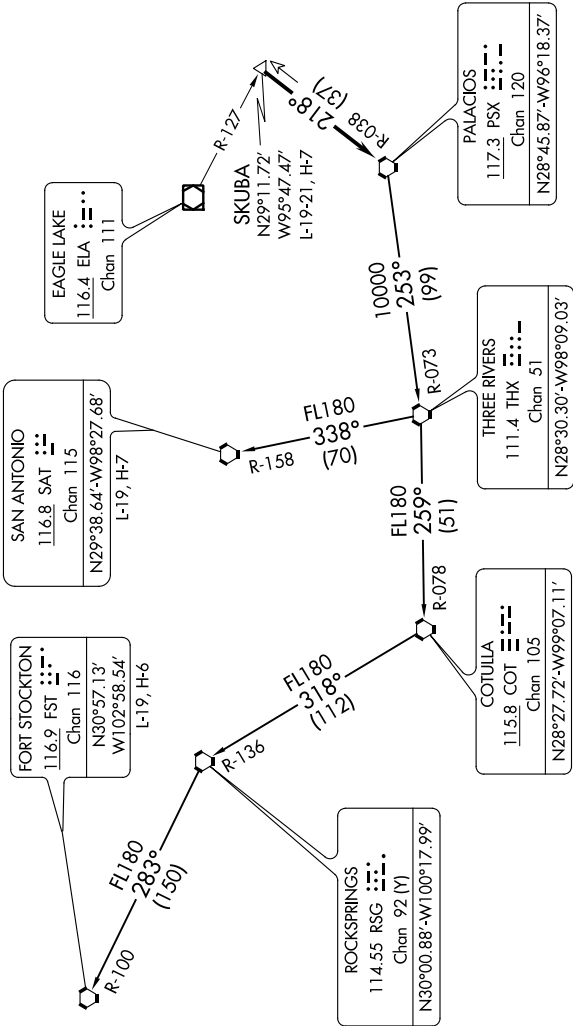 FORT STOCKTON
116.9 FST
Chan 116
N30°57.13′
W102°58.54′
L-19, H-6
SAN ANTONIO
116.8 SAT
Chan 115
N29°38.64′-W98°27.68′
L-19, H-7
EAGLE LAKE
116.4 ELA
Chan 111
R-127
SKUBA
N29°11.72′
W95°47.47′
L-19-21, H-7
218°
(37)
R-038
PALACIOS
117.3 PSX
Chan 120
N28°45.87′-W96°18.37′
10000
253°
(99)
R-073
THREE RIVERS
111.4 THX
Chan 51
N28°30.30′-W98°09.03′
FL180
338°
(70)
R-158
FL180
259°
(51)
R-078
COTULLA
115.8 COT
Chan 105
N28°27.72′-W99°07.11′
FL180
318°
(112)
R-136
ROCKSPRINGS
114.55 RSG
Chan 92 (Y)
N30°00.88′-W100°17.99′
FL180
283°
(150)
R-100